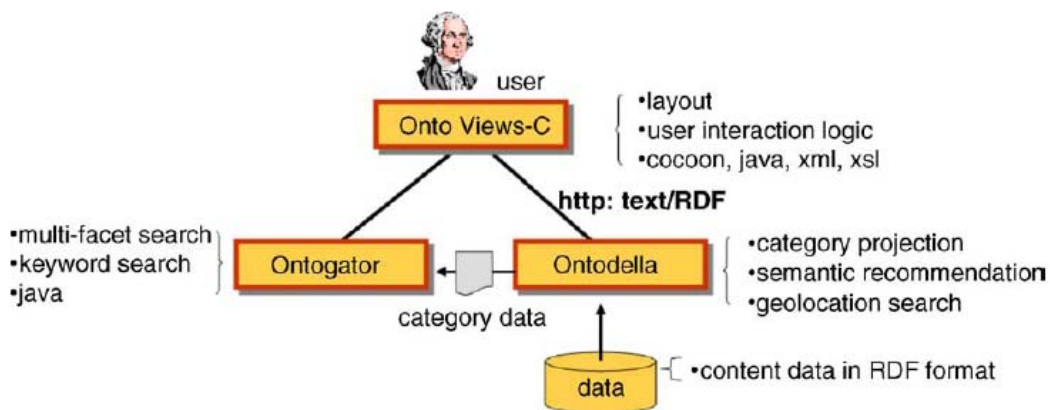 user
Onto Views-C
•layout
•user interaction logic
•cocoon, java, xml, xsl
http: text/RDF
•multi-facet search
•keyword search
•java
Ontogator
Ontodella
•category projection
•semantic recommendation
•geolocation search
category data
data
•content data in RDF format